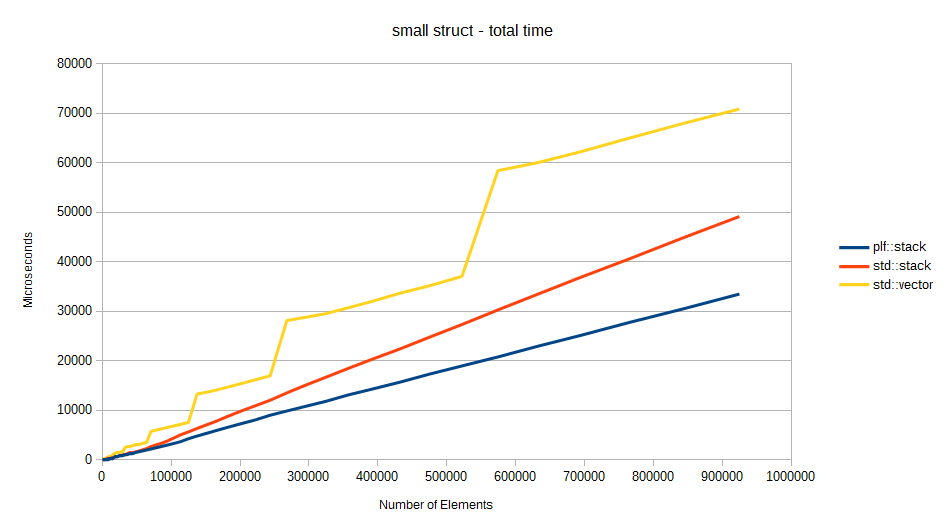 small struct - total time
80000
70000
60000
50000
40000
30000
20000
10000
0
Microseconds
0 100000 200000 300000 400000 500000 600000 700000 800000 900000 1000000
Number of Elements
plf::stack
std::stack
std::vector